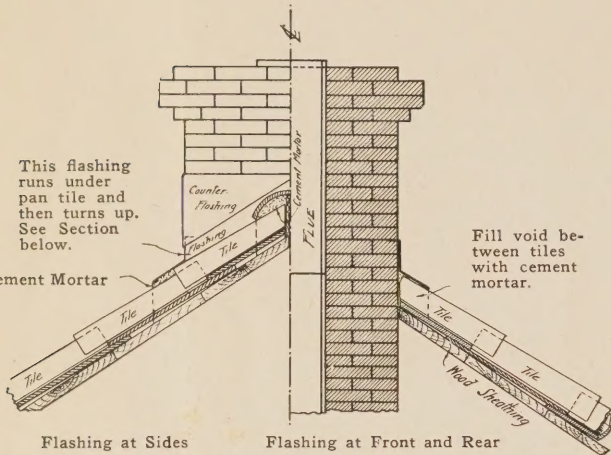 This flashing
runs under
pan tile and
then turns up.
See Section
below.
Counter-
Flashing
Flashing
Tile
Cement Mortar
FLUE
Cement Mortar
Tile
Tile
Fill void be-
tween tiles
with cement
mortar.
Tile
Tile
Wood Sheathing
Flashing at Sides
Flashing at Front and Rear